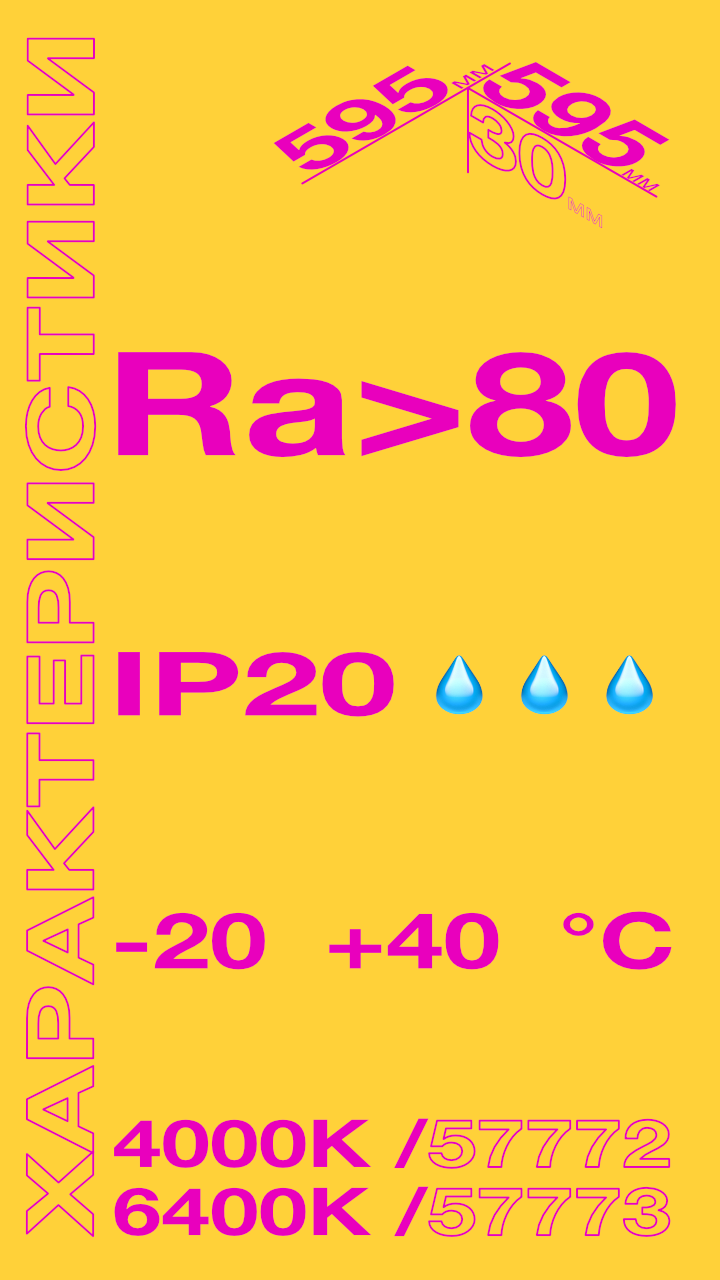 ХАРАКТЕРИСТИКИ
595 мм
595 мм
30 мм
Ra>80
IP20 💧 💧 💧
-20 +40 °C
4000K /57772
6400K /57773